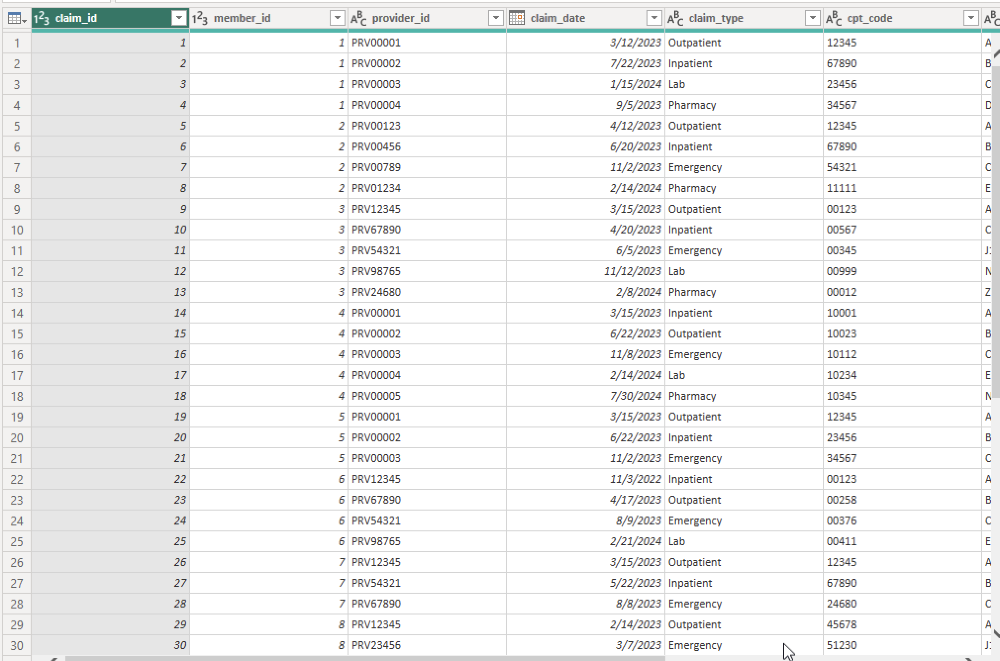 claim_id member_id provider_id claim_date claim_type cpt_code
1 1 1 PRV00001 3/12/2023 Outpatient 12345 A
2 2 1 PRV00002 7/22/2023 Inpatient 67890 B
3 3 1 PRV00003 1/15/2024 Lab 23456 C
4 4 1 PRV00004 9/5/2023 Pharmacy 34567 D
5 5 2 PRV00123 4/12/2023 Outpatient 12345 A
6 6 2 PRV00456 6/20/2023 Inpatient 67890 B
7 7 2 PRV00789 11/2/2023 Emergency 54321 C
8 8 2 PRV01234 2/14/2024 Pharmacy 11111 E
9 9 3 PRV12345 3/15/2023 Outpatient 00123 A
10 10 3 PRV67890 4/20/2023 Inpatient 00567 C
11 11 3 PRV54321 6/5/2023 Emergency 00345 J
12 12 3 PRV98765 11/12/2023 Lab 00999 N
13 13 3 PRV24680 2/8/2024 Pharmacy 00012 Z
14 14 4 PRV00001 3/15/2023 Inpatient 10001 A
15 15 4 PRV00002 6/22/2023 Outpatient 10023 B
16 16 4 PRV00003 11/8/2023 Emergency 10112 C
17 17 4 PRV00004 2/14/2024 Lab 10234 E
18 18 4 PRV00005 7/30/2024 Pharmacy 10345 N
19 19 5 PRV00001 3/15/2023 Outpatient 12345 A
20 20 5 PRV00002 6/22/2023 Inpatient 23456 B
21 21 5 PRV00003 11/2/2023 Emergency 34567 C
22 22 6 PRV12345 11/3/2022 Inpatient 00123 A
23 23 6 PRV67890 4/17/2023 Outpatient 00258 B
24 24 6 PRV54321 8/9/2023 Emergency 00376 C
25 25 6 PRV98765 2/21/2024 Lab 00411 E
26 26 7 PRV12345 3/15/2023 Outpatient 12345 A
27 27 7 PRV54321 5/22/2023 Inpatient 67890 B
28 28 7 PRV67890 8/8/2023 Emergency 24680 C
29 29 8 PRV12345 2/14/2023 Outpatient 45678 A
30 30 8 PRV23456 3/7/2023 Emergency 51230 J